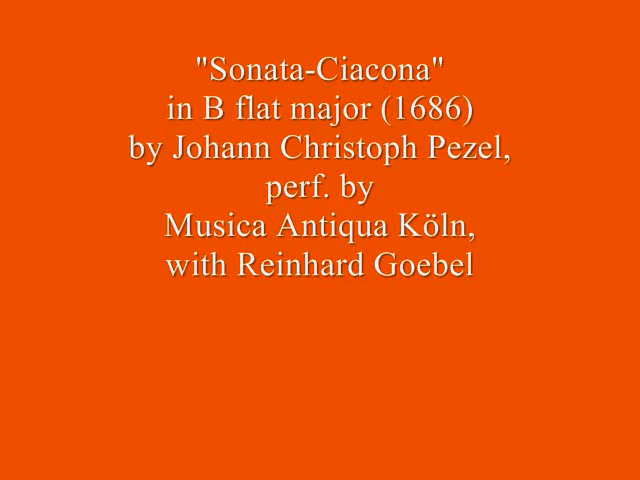 "Sonata-Ciacona"
in B flat major (1686)
by Johann Christoph Pezel,
perf. by
Musica Antiqua Köln,
with Reinhard Goebel